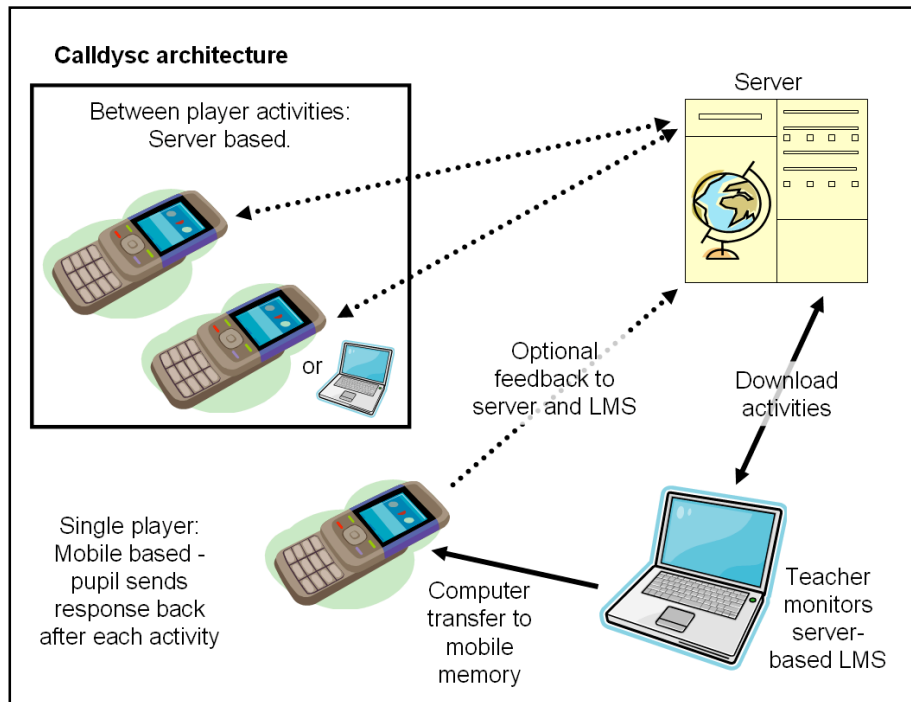 Calldysc architecture
Between player activities:
Server based.
or
Server
Optional
feedback to
server and LMS
Download
activities
Single player:
Mobile based -
pupil sends
response back
after each activity
Computer
transfer to
mobile
memory
Teacher
monitors
server-
based LMS